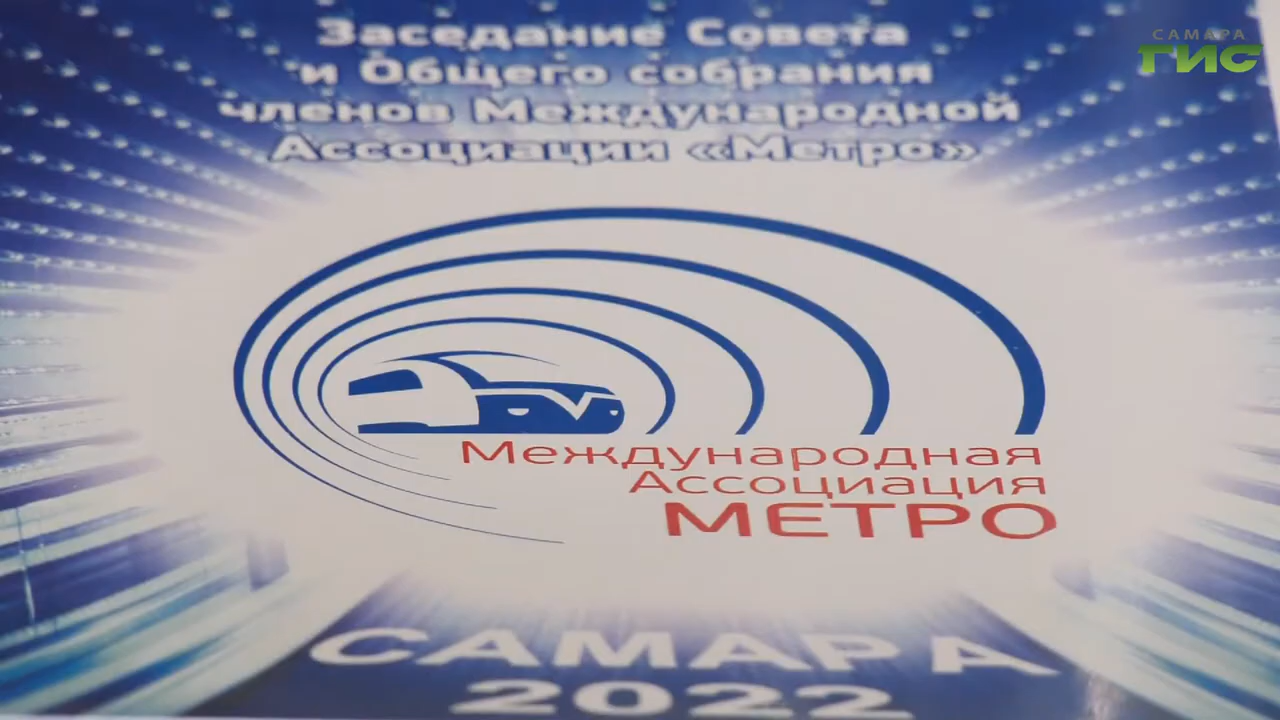 САМАРА
ГИС
Заседание Совета
и Общего собрания
членов Международной
Ассоциации «Метро»
Международная
Ассоциация
МЕТРО
САМАРА
2022